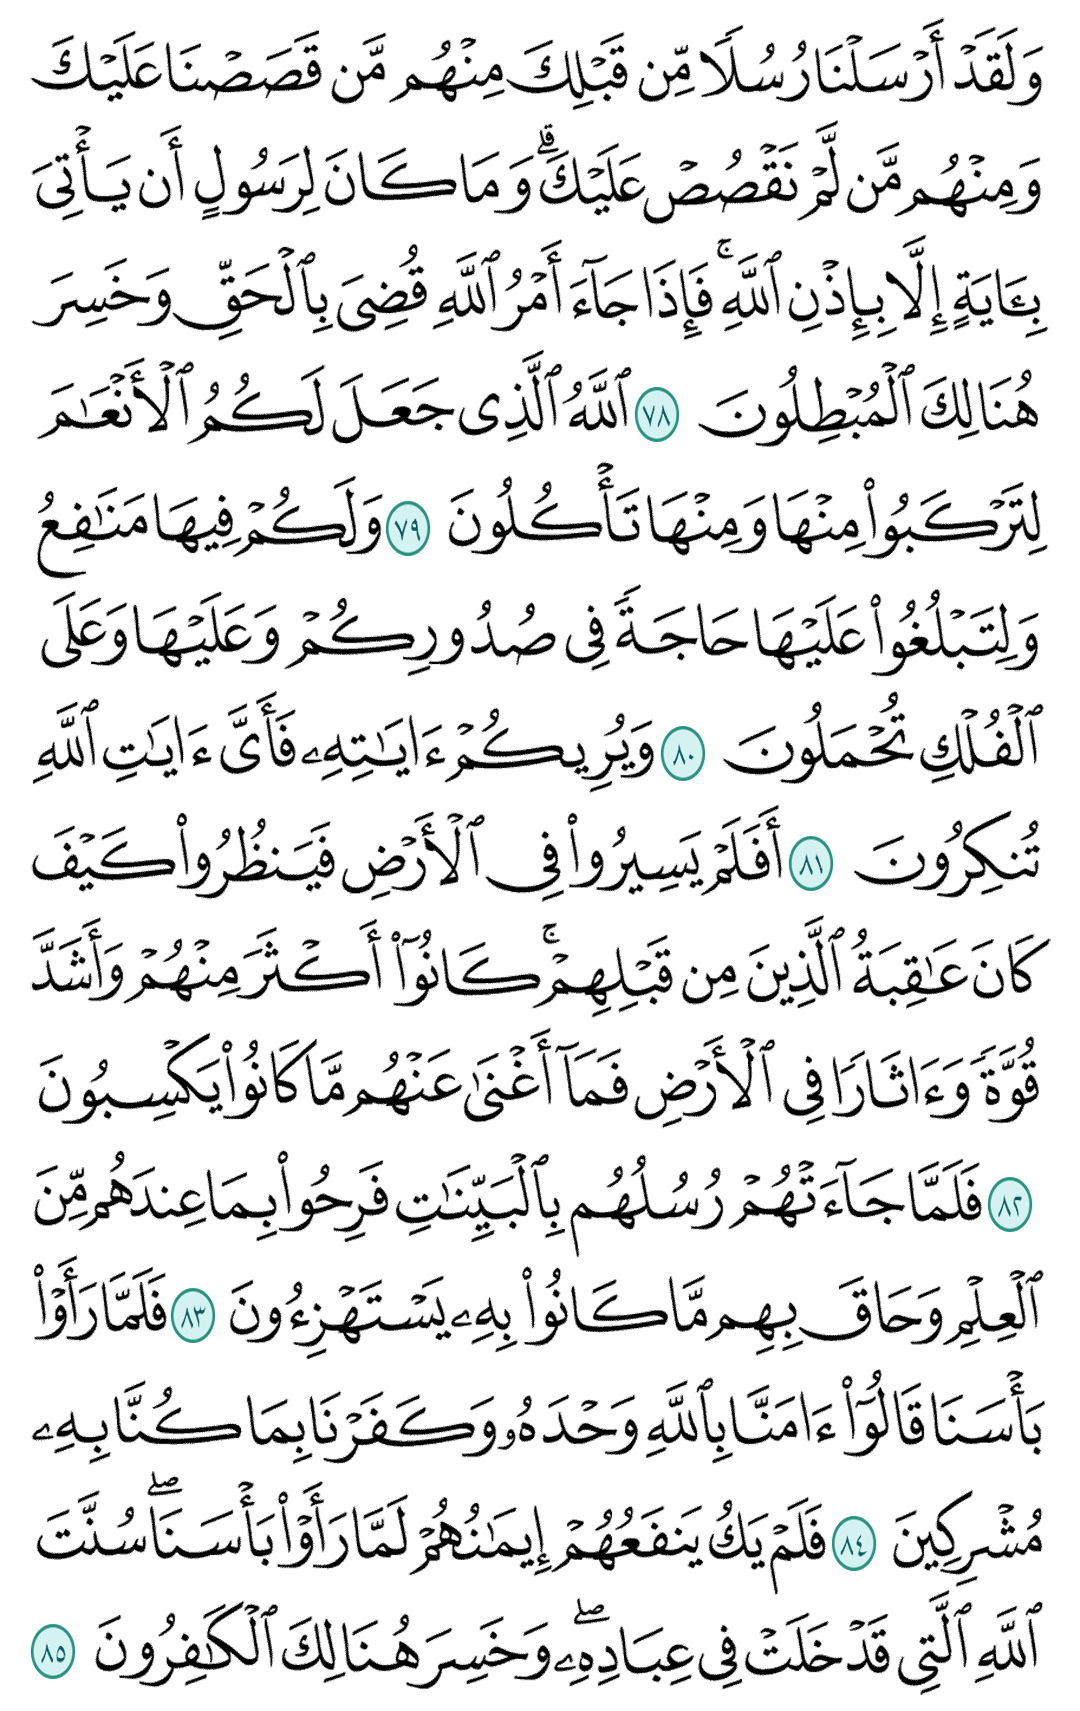 وَلَقَدۡ أَرۡسَلۡنَا رُسُلٗا مِّن قَبۡلِكَ مِنۡهُم مَّن قَصَصۡنَا عَلَيۡكَ
وَمِنۡهُم مَّن لَّمۡ نَقۡصُصۡ عَلَيۡكَۗ وَمَا كَانَ لِرَسُولٍ أَن يَأۡتِيَ
بِـَٔايَةٍ إِلَّا بِإِذۡنِ ٱللَّهِۚ فَإِذَا جَآءَ أَمۡرُ ٱللَّهِ قُضِيَ بِٱلۡحَقِّ وَخَسِرَ
هُنَالِكَ ٱلۡمُبۡطِلُونَ ٧٨ ٱللَّهُ ٱلَّذِي جَعَلَ لَكُمُ ٱلۡأَنۡعَٰمَ
لِتَرۡكَبُواْ مِنۡهَا وَمِنۡهَا تَأۡكُلُونَ ٧٩ وَلَكُمۡ فِيهَا مَنَٰفِعُ
وَلِتَبۡلُغُواْ عَلَيۡهَا حَاجَةٗ فِي صُدُورِكُمۡ وَعَلَيۡهَا وَعَلَى
ٱلۡفُلۡكِ تُحۡمَلُونَ ٨٠ وَيُرِيكُمۡ ءَايَٰتِهِۦ فَأَيَّ ءَايَٰتِ ٱللَّهِ
تُنكِرُونَ ٨١ أَفَلَمۡ يَسِيرُواْ فِي ٱلۡأَرۡضِ فَيَنظُرُواْ كَيۡفَ
كَانَ عَٰقِبَةُ ٱلَّذِينَ مِن قَبۡلِهِمۡۚ كَانُوٓاْ أَكۡثَرَ مِنۡهُمۡ وَأَشَدَّ
قُوَّةٗ وَءَاثَارٗا فِي ٱلۡأَرۡضِ فَمَآ أَغۡنَىٰ عَنۡهُم مَّا كَانُواْ يَكۡسِبُونَ
٨٢ فَلَمَّا جَآءَتۡهُمۡ رُسُلُهُم بِٱلۡبَيِّنَٰتِ فَرِحُواْ بِمَا عِندَهُم مِّنَ
ٱلۡعِلۡمِ وَحَاقَ بِهِم مَّا كَانُواْ بِهِۦ يَسۡتَهۡزِءُونَ ٨٣ فَلَمَّا رَأَوۡاْ
بَأۡسَنَا قَالُوٓاْ ءَامَنَّا بِٱللَّهِ وَحۡدَهُۥ وَكَفَرۡنَا بِمَا كُنَّا بِهِۦ
مُشۡرِكِينَ ٨٤ فَلَمۡ يَكُ يَنفَعُهُمۡ إِيمَٰنُهُمۡ لَمَّا رَأَوۡاْ بَأۡسَنَاۖ سُنَّتَ
ٱللَّهِ ٱلَّتِي قَدۡ خَلَتۡ فِي عِبَادِهِۦۖ وَخَسِرَ هُنَالِكَ ٱلۡكَٰفِرُونَ ٨٥